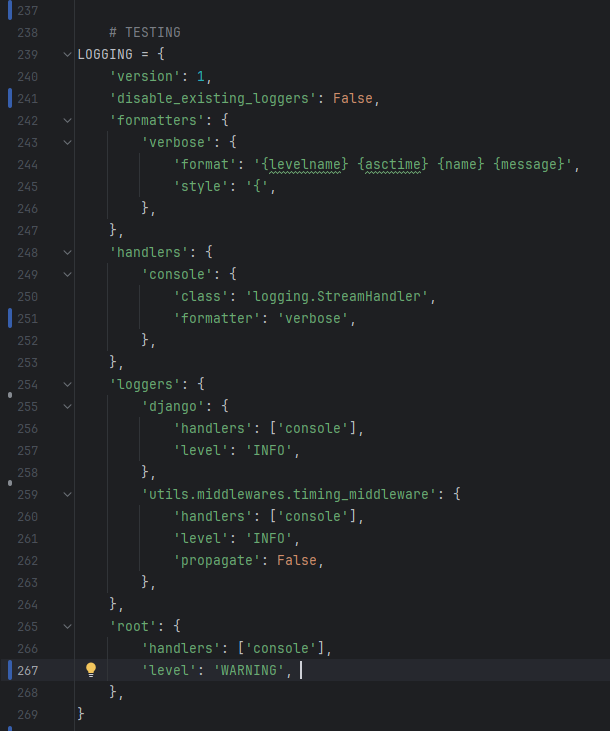 237
238 # TESTING
239 LOGGING = {
240 'version': 1,
241 'disable_existing_loggers': False,
242 'formatters': {
243 'verbose': {
244 'format': '{levelname} {asctime} {name} {message}',
245 'style': '{',
246 },
247 },
248 'handlers': {
249 'console': {
250 'class': 'logging.StreamHandler',
251 'formatter': 'verbose',
252 },
253 },
254 'loggers': {
255 'django': {
256 'handlers': ['console'],
257 'level': 'INFO',
258 },
259 'utils.middlewares.timing_middleware': {
260 'handlers': ['console'],
261 'level': 'INFO',
262 'propagate': False,
263 },
264 },
265 'root': {
266 'handlers': ['console'],
267 'level': 'WARNING',
268 },
269 }